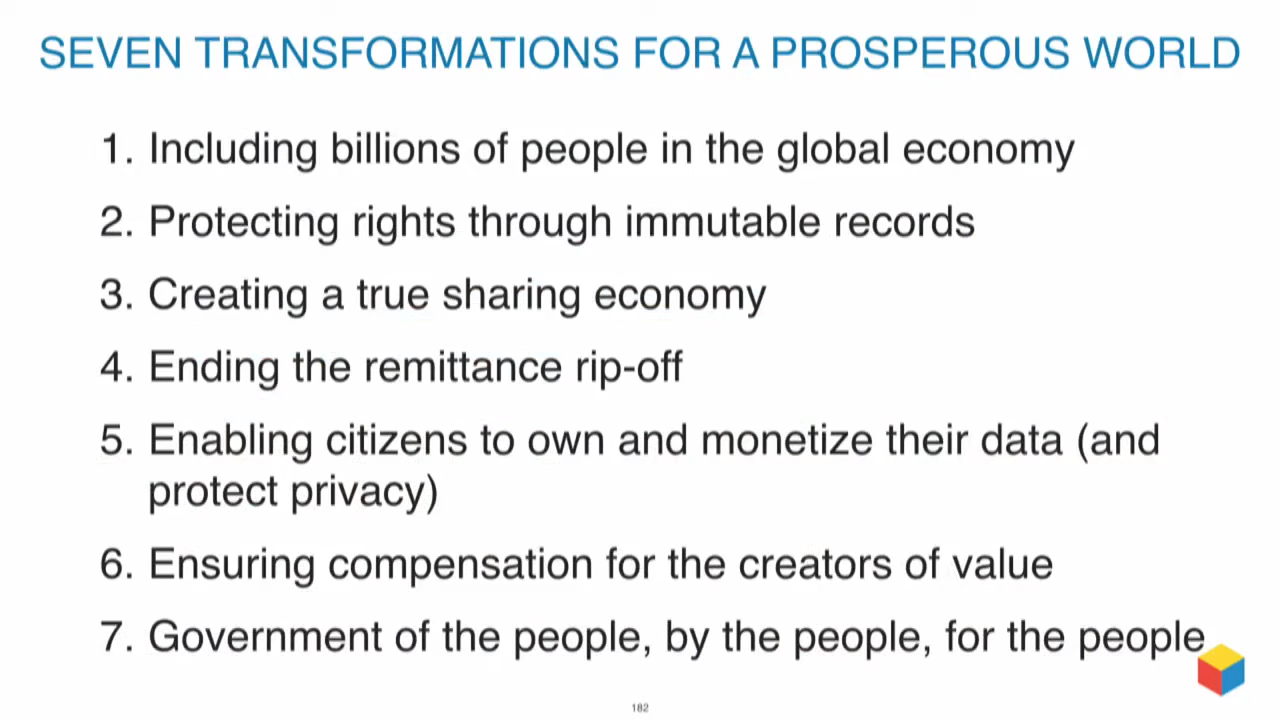 SEVEN TRANSFORMATIONS FOR A PROSPEROUS WORLD
1. Including billions of people in the global economy
2. Protecting rights through immutable records
3. Creating a true sharing economy
4. Ending the remittance rip-off
5. Enabling citizens to own and monetize their data (and
protect privacy)
6. Ensuring compensation for the creators of value
7. Government of the people, by the people, for the people
182